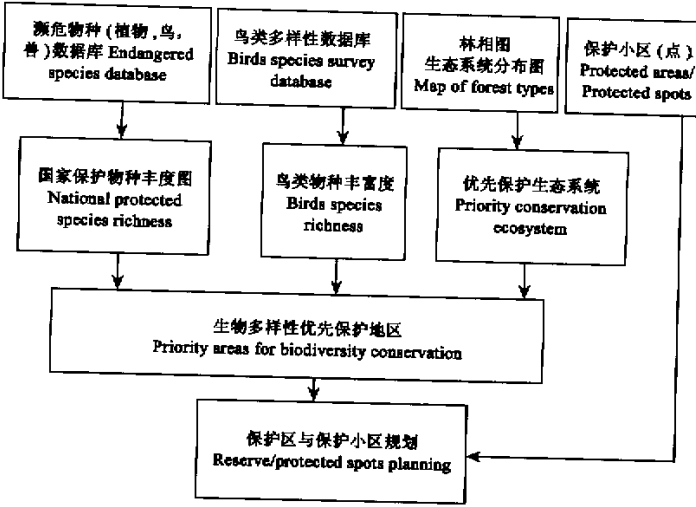 濒危物种(植物,鸟,
兽)数据库 Endangered
species database
鸟类多样性数据库
Birds species survey
database
林相图
生态系统分布图
Map of forest types
保护小区(点)
Protected areas/
Protected spots
国家保护物种丰度图
National protected
species richness
鸟类物种丰富度
Birds species
richness
优先保护生态系统
Priority conservation
ecosystem
生物多样性优先保护地区
Priority areas for biodiversity conservation
保护区与保护小区规划
Reserve/protected spots planning